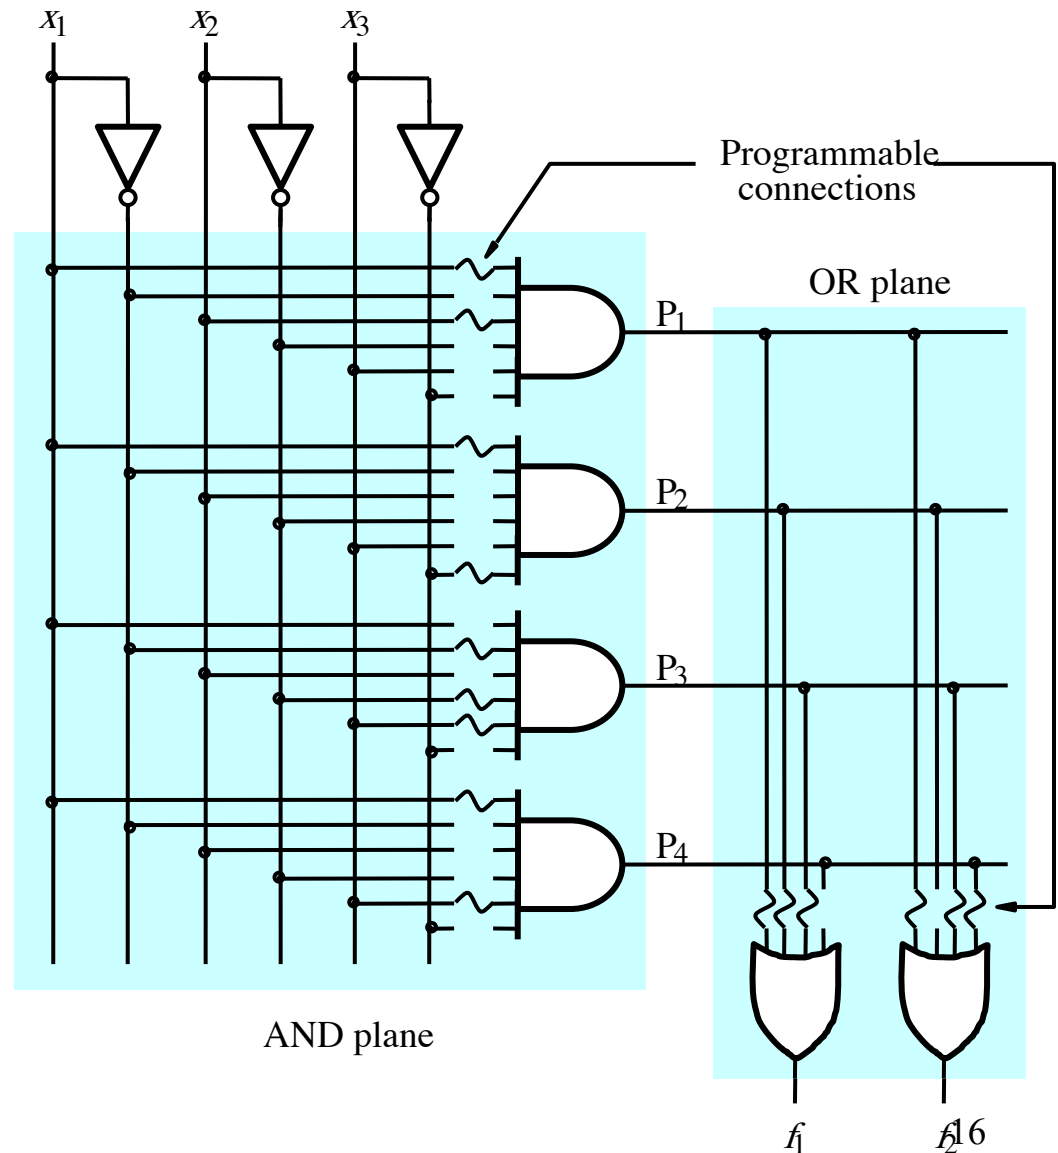 x1 x2 x3
Programmable
connections
OR plane
P1
P2
P3
P4
AND plane
f1 f2 16